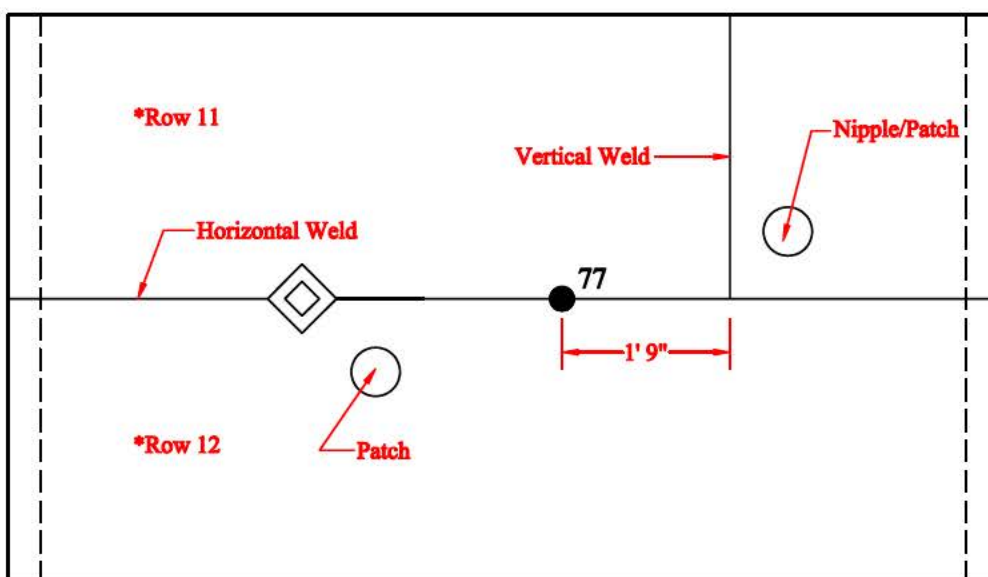 *Row 11
Nipple/Patch
Vertical Weld
Horizontal Weld
77
1' 9"
*Row 12
Patch